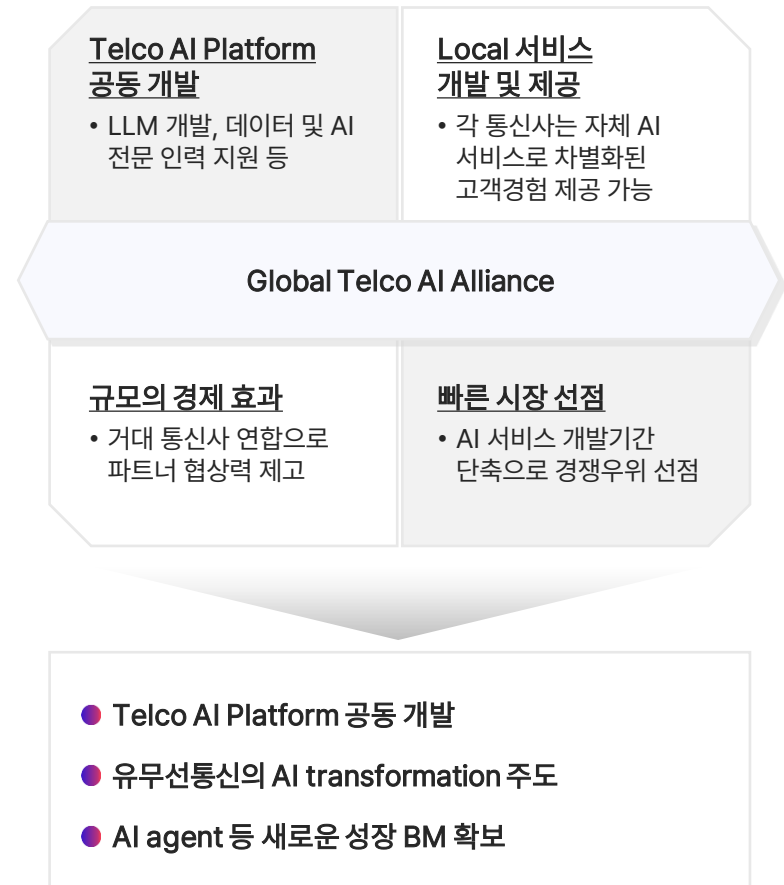 Telco AI Platform
공동 개발
• LLM 개발, 데이터 및 AI
전문 인력 지원 등
Local 서비스
개발 및 제공
• 각 통신사는 자체 AI
서비스로 차별화된
고객경험 제공 가능
Global Telco AI Alliance
규모의 경제 효과
• 거대 통신사 연합으로
파트너 협상력 제고
빠른 시장 선점
• AI 서비스 개발기간
단축으로 경쟁우위 선점
Telco AI Platform 공동 개발
유무선통신의 AI transformation 주도
AI agent 등 새로운 성장 BM 확보